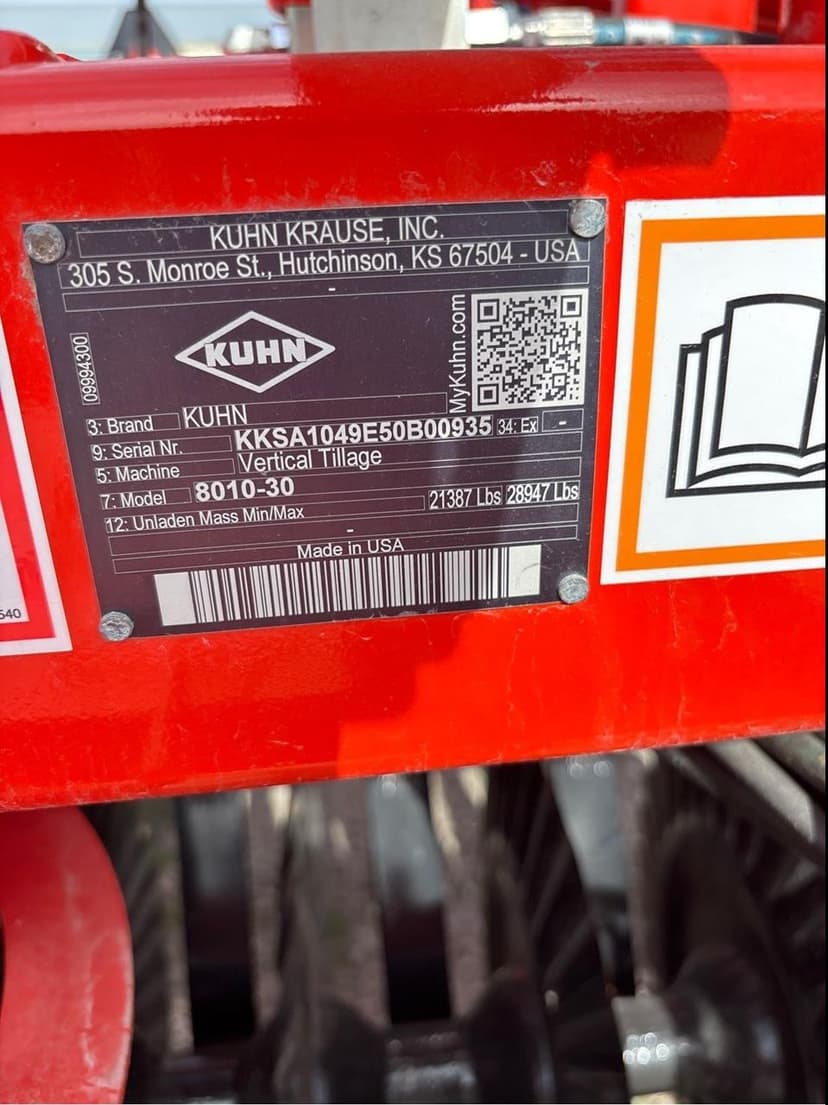 KUHN KRAUSE, INC.
305 S. Monroe St., Hutchinson, KS 67504 - USA
-
09994300
KUHN
MyKuhn.com
3: Brand KUHN
9: Serial Nr. KKSA1049E50B00935 34: Ex -
5: Machine Vertical Tillage
7: Model 8010-30
12: Unladen Mass Min/Max 21387 Lbs 28947 Lbs
-
Made in USA
540